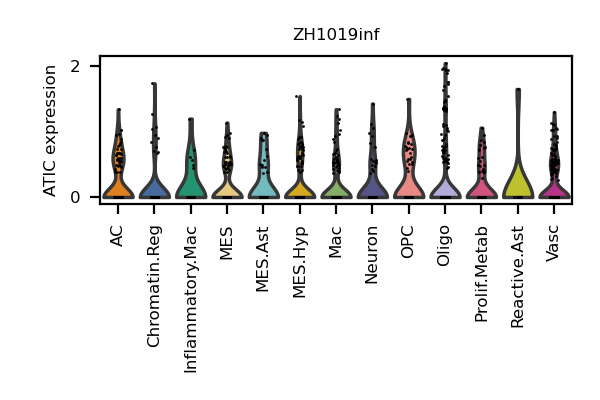 ZH1019inf
ATIC expression
2
0
AC
Chromatin.Reg
Inflammatory.Mac
MES
MES.Ast
MES.Hyp
Mac
Neuron
OPC
Oligo
Prolif.Metab
Reactive.Ast
Vasc